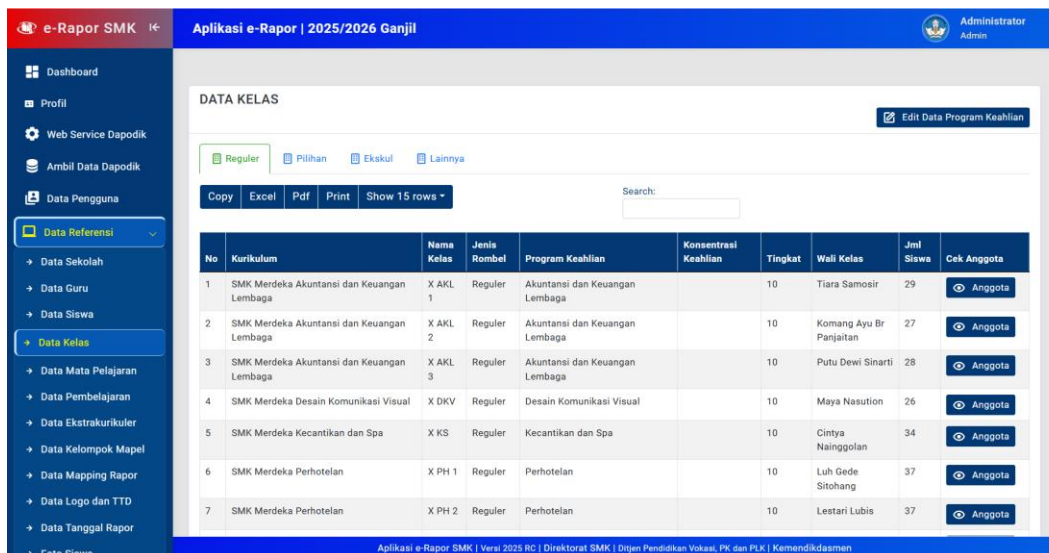 e-Rapor SMK
Aplikasi e-Rapor | 2025/2026 Ganjil
Administrator
Admin
Dashboard
Profil
Web Service Dapodik
Ambil Data Dapodik
Data Pengguna
Data Referensi
Data Sekolah
Data Guru
Data Siswa
Data Kelas
Data Mata Pelajaran
Data Pembelajaran
Data Ekstrakurikuler
Data Kelompok Mapel
Data Mapping Rapor
Data Logo dan TTD
Data Tanggal Rapor
DATA KELAS
Edit Data Program Keahlian
Reguler Pilihan Ekskul Lainnya
Copy Excel Pdf Print Show 15 rows
Search:
No Kurikulum Nama Kelas Jenis Rombel Program Keahlian Konsentrasi Keahlian Tingkat Wali Kelas Jml Siswa Cek Anggota
1 SMK Merdeka Akuntansi dan Keuangan Lembaga X AKL 1 Reguler Akuntansi dan Keuangan Lembaga 10 Tiara Samosir 29 Anggota
2 SMK Merdeka Akuntansi dan Keuangan Lembaga X AKL 2 Reguler Akuntansi dan Keuangan Lembaga 10 Komang Ayu Br Panjaitan 27 Anggota
3 SMK Merdeka Akuntansi dan Keuangan Lembaga X AKL 3 Reguler Akuntansi dan Keuangan Lembaga 10 Putu Dewi Sinarti 28 Anggota
4 SMK Merdeka Desain Komunikasi Visual X DKV Reguler Desain Komunikasi Visual 10 Maya Nasution 26 Anggota
5 SMK Merdeka Kecantikan dan Spa X KS Reguler Kecantikan dan Spa 10 Cintya Nainggolan 34 Anggota
6 SMK Merdeka Perhotelan X PH 1 Reguler Perhotelan 10 Luh Gede Sitohang 37 Anggota
7 SMK Merdeka Perhotelan X PH 2 Reguler Perhotelan 10 Lestari Lubis 37 Anggota
Aplikasi e-Rapor SMK | Versi 2025 RC | Direktorat SMK | Ditjen Pendidikan Vokasi, PK dan PLK | Kemendikdasmen